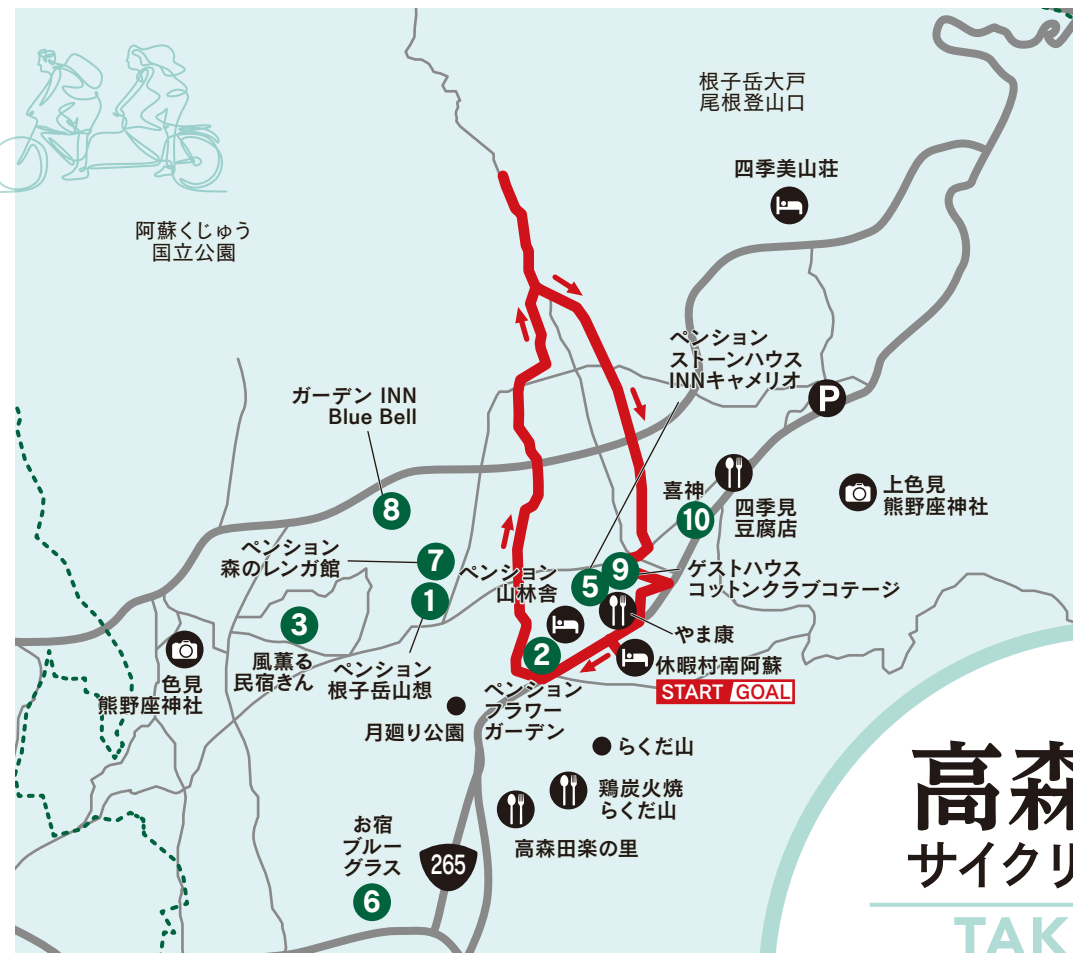 根子岳大戸
尾根登山口
四季美山荘
阿蘇くじゅう
国立公園
ペンション
ストーンハウス
INNキャメリオ
ガーデン INN
Blue Bell
P
8
喜神
10
四季見
豆腐店
上色見
熊野座神社
ペンション
森のレンガ館
7
ペンション
山林舎
5
9
ゲストハウス
コットンクラブコテージ
1
3
やま康
風薫る
民宿きん
ペンション
根子岳山想
2
休暇村南阿蘇
START GOAL
色見
熊野座神社
ペンション
フラワー
ガーデン
月廻り公園
らくだ山
鶏炭火焼
らくだ山
高森田楽の里
お宿
ブルー
グラス
265
6
高森
サイクリ
TAK